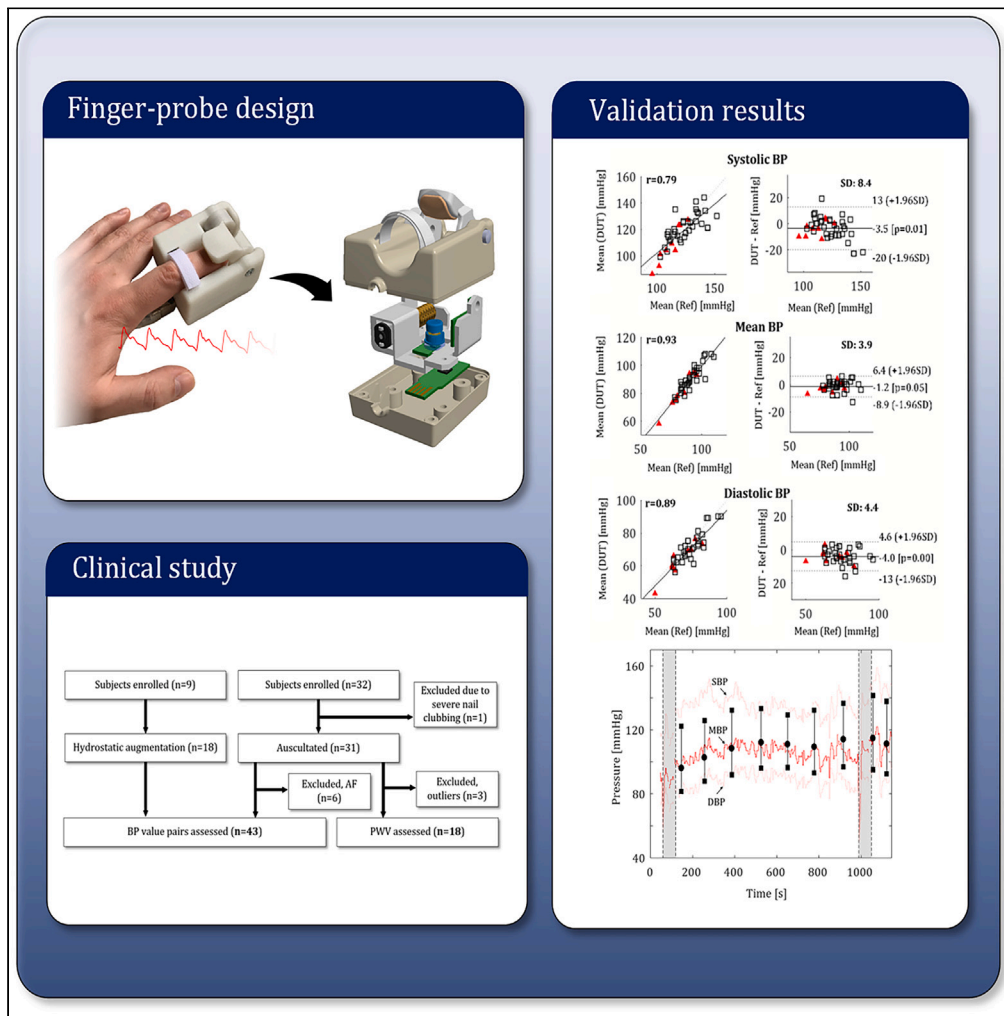 Finger-probe design
Clinical study
Subjects enrolled (n=9)
Subjects enrolled (n=32)
Excluded due to
severe nail
clubbing (n=1)
Hydrostatic augmentation (n=18)
Auscultated (n=31)
Excluded, AF
(n=6)
Excluded,
outliers (n=3)
BP value pairs assessed (n=43)
PWV assessed (n=18)
Validation results
Systolic BP
r=0.79
Mean (DUT) [mmHg]
160
140
120
100
100
150
Mean (Ref) [mmHg]
SD: 8.4
DUT - Ref [mmHg]
20
0
-20
13 (+1.96SD)
-3.5 [p=0.01]
-20 (-1.96SD)
100
120
140
160
Mean (Ref) [mmHg]
Mean BP
r=0.93
Mean (DUT) [mmHg]
120
100
80
60
50
100
Mean (Ref) [mmHg]
SD: 3.9
DUT - Ref [mmHg]
20
0
-20
6.4 (+1.96SD)
-1.2 [p=0.05]
-8.9 (-1.96SD)
50
100
Mean (Ref) [mmHg]
Diastolic BP
r=0.89
Mean (DUT) [mmHg]
100
80
60
40
50
100
Mean (Ref) [mmHg]
SD: 4.4
DUT - Ref [mmHg]
20
0
-20
4.6 (+1.96SD)
-4.0 [p=0.00]
-13 (-1.96SD)
60
80
100
Mean (Ref) [mmHg]
Pressure [mmHg]
160
120
80
40
SBP
MBP
DBP
0
200
400
600
800
1000
Time [s]